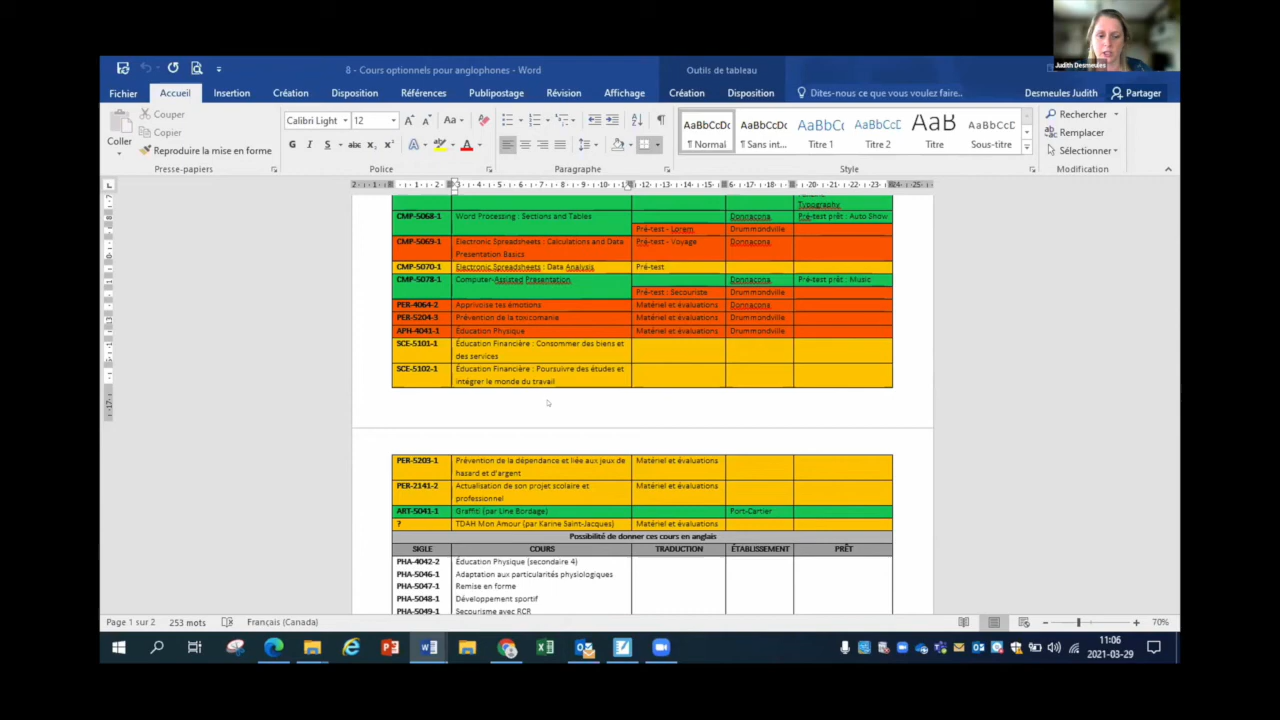 Judith Desmeules
8 - Cours optionnels pour anglophones - Word
Outils de tableau
Fichier Accueil Insertion Création Disposition Références Publipostage Révision Affichage Création Disposition Dites-nous ce que vous voulez faire.. Desmeules Judith Partager
Couper
Copier
Coller
Reproduire la mise en forme
Presse-papiers
Calibri Light 12
Police
Paragraphe
AaBbCcDc AaBbCcDc AaBbCc AaBbCcC AaB AaBbCcD
¶ Normal ¶ Sans int... Titre 1 Titre 2 Titre Sous-titre
Style
Rechercher
Remplacer
Sélectionner
Modification
Typography
CMP-5068-1 Word Processing : Sections and Tables Donnacona Pré-test prêt : Auto Show
Pré-test - Lorem Drummondville
CMP-5069-1 Electronic Spreadsheets : Calculations and Data Pré-test - Voyage Donnacona
Presentation Basics
CMP-5070-1 Electronic Spreadsheets : Data Analysis Pré-test
CMP-5078-1 Computer-Assisted Presentation Donnacona Pré-test prêt : Music
Pré-test : Secouriste Drummondville
PER-4064-2 Apprivoise tes émotions Matériel et évaluations Donnacona
PER-5204-3 Prévention de la toxicomanie Matériel et évaluations Drummondville
APH-4041-1 Éducation Physique Matériel et évaluations Drummondville
SCE-5101-1 Éducation Financière : Consommer des biens et
des services
SCE-5102-1 Éducation Financière : Poursuivre des études et
intégrer le monde du travail
PER-5203-1 Prévention de la dépendance et liée aux jeux de Matériel et évaluations
hasard et d'argent
PER-2141-2 Actualisation de son projet scolaire et Matériel et évaluations
professionnel
ART-5041-1 Graffiti (par Line Bordage) Port-Cartier
? TDAH Mon Amour (par Karine Saint-Jacques) Matériel et évaluations
Possibilité de donner ces cours en anglais
SIGLE COURS TRADUCTION ÉTABLISSEMENT PRÊT
PHA-4042-2 Éducation Physique (secondaire 4)
PHA-5046-1 Adaptation aux particularités physiologiques
PHA-5047-1 Remise en forme
PHA-5048-1 Développement sportif
PHA-5049-1 Secourisme avec RCR
Page 1 sur 2 253 mots Français (Canada) 70%
11:06
2021-03-29